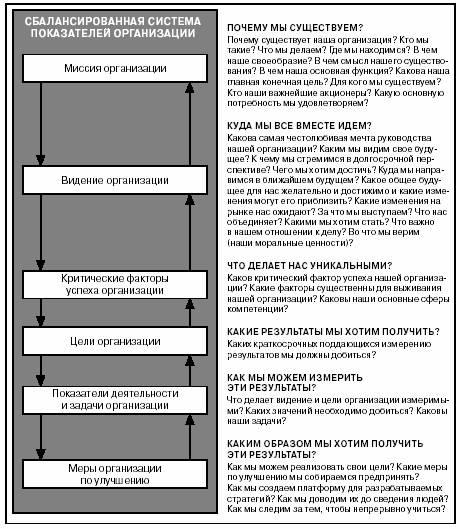 СБАЛАНСИРОВАННАЯ СИСТЕМА
ПОКАЗАТЕЛЕЙ ОРГАНИЗАЦИИ
Миссия организации
Видение организации
Критические факторы
успеха организации
Цели организации
Показатели деятельности
и задачи организации
Меры организации
по улучшению
ПОЧЕМУ МЫ СУЩЕСТВУЕМ?
Почему существует наша организация? Кто мы
такие? Что мы делаем? Где мы находимся? В чем
наше своеобразие? В чем смысл нашего существо-
вания? В чем наша основная функция? Какова наша
главная конечная цель? Для кого мы существуем?
Кто наши важнейшие акционеры? Какую основную
потребность мы удовлетворяем?
КУДА МЫ ВСЕ ВМЕСТЕ ИДЕМ?
Какова самая честолюбивая мечта руководства
нашей организации? Каким мы видим свое буду-
щее? К чему мы стремимся в долгосрочной пер-
спективе? Чего мы хотим достичь? Куда мы напра-
вимся в ближайшем будущем? Какое общее буду-
щее для нас желательно и достижимо и какие изме-
нения могут его приблизить? Какие изменения на
рынке нас ожидают? За что мы выступаем? Что нас
объединяет? Какими мы хотим стать? Что важно
в нашем отношении к делу? Во что мы верим
(наши моральные ценности)?
ЧТО ДЕЛАЕТ НАС УНИКАЛЬНЫМИ?
Каков критический фактор успеха нашей организа-
ции? Какие факторы существенны для выживания
нашей организации? Каковы наши основные сферы
компетенции?
КАКИЕ РЕЗУЛЬТАТЫ МЫ ХОТИМ ПОЛУЧИТЬ?
Каких краткосрочных поддающихся измерению
результатов мы должны добиться?
КАК МЫ МОЖЕМ ИЗМЕРИТЬ
ЭТИ РЕЗУЛЬТАТЫ?
Что делает видение и цели организации измеримы-
ми? Каких значений необходимо добиться? Каковы
наши задачи?
КАКИМ ОБРАЗОМ МЫ ХОТИМ ПОЛУЧИТЬ
ЭТИ РЕЗУЛЬТАТЫ?
Как мы можем реализовать свои цели? Какие меры
по улучшению мы собираемся предпринять?
Как мы создаем платформу для разрабатываемых
стратегий? Как мы доводим их до сведения людей?
Как мы следим за тем, чтобы непрерывно учиться?